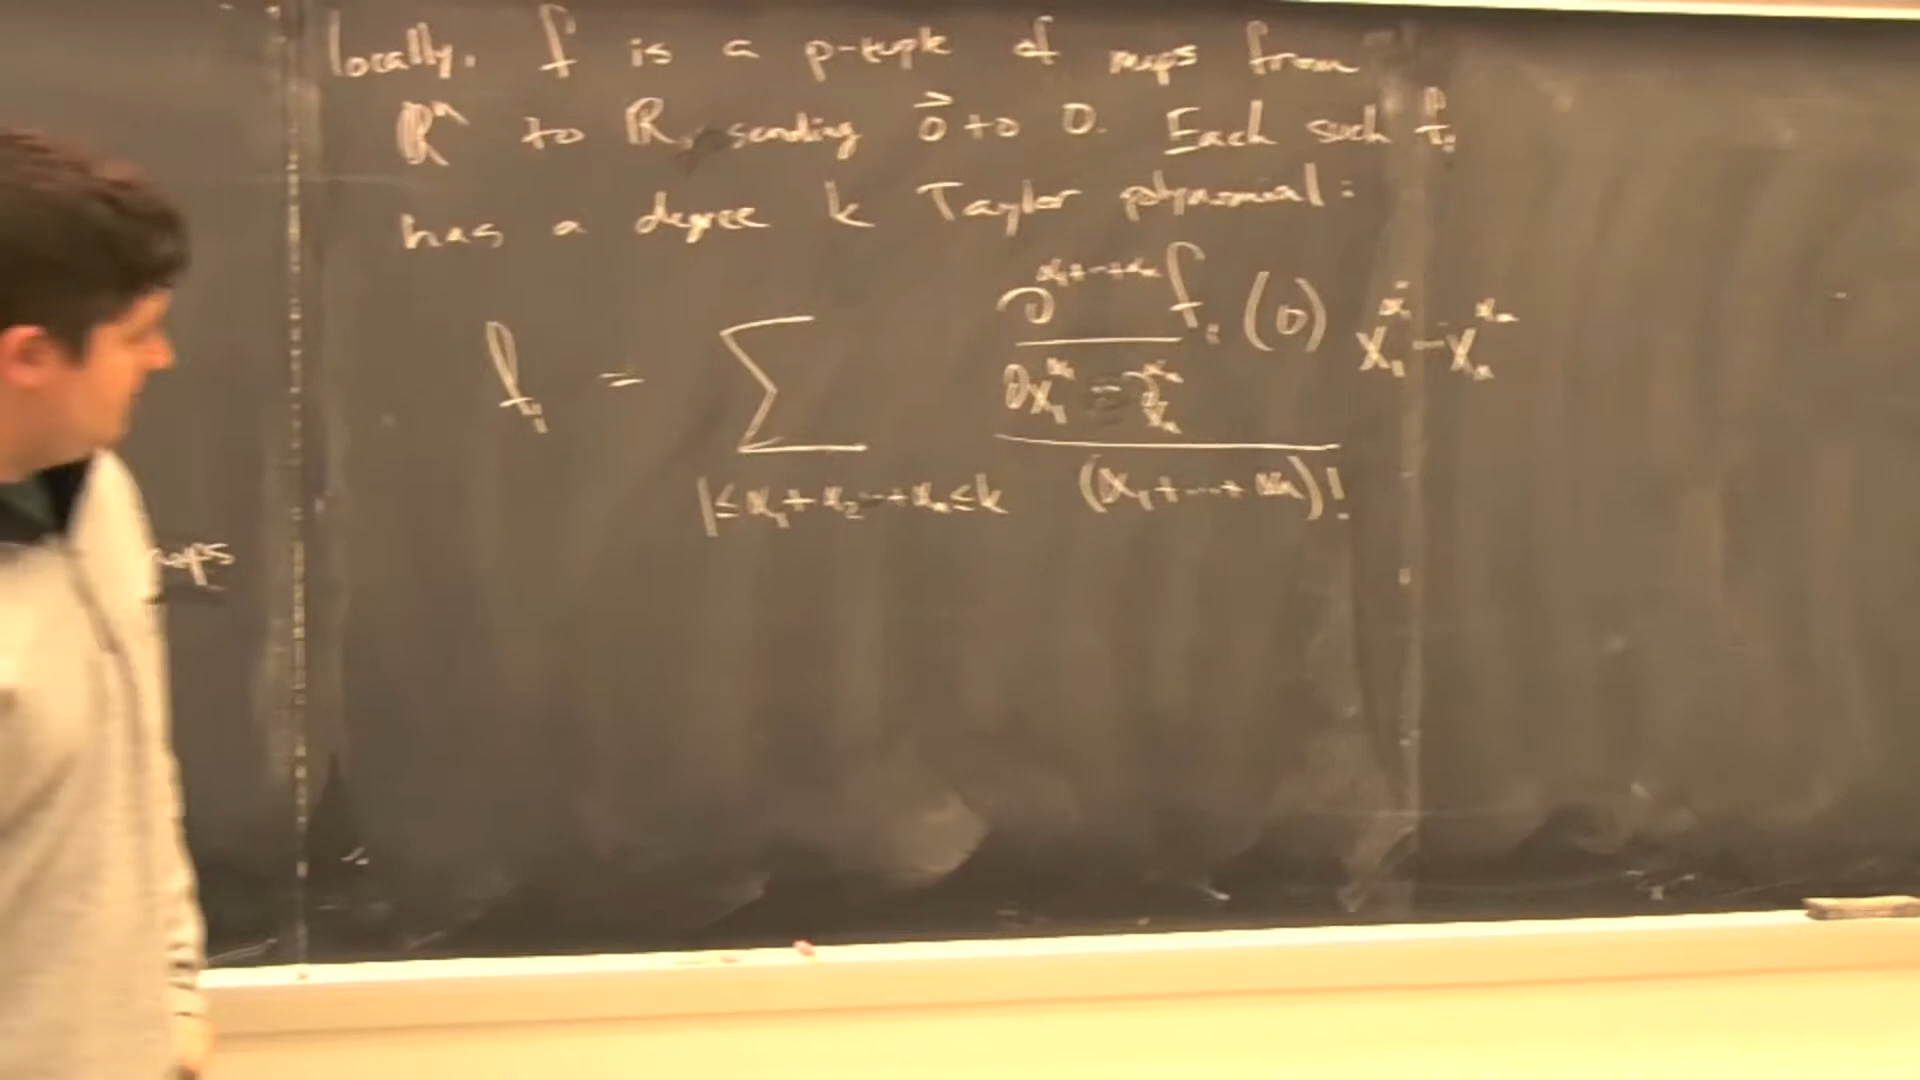 locally, f is a p-tuple of maps from
ℝⁿ to ℝ, sending 0⃗ to 0. Each such fᵢ
has a degree k Taylor polynomial:
fᵢ = ∑ ∂^{α₁+⋯+αₙ} fᵢ (0) x₁^{α₁} ⋯ xₙ^{αₙ}
∂x₁^{α₁} ⋯ ∂xₙ^{αₙ}
1≤α₁+α₂⋯+αₙ≤k (α₁+⋯+αₙ)!